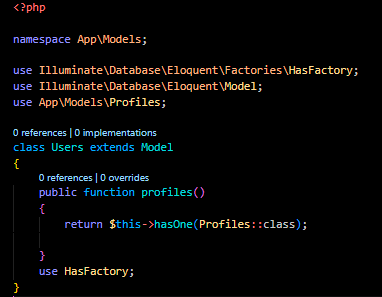 <?php
namespace App\Models;
use Illuminate\Database\Eloquent\Factories\HasFactory;
use Illuminate\Database\Eloquent\Model;
use App\Models\Profiles;
0 references | 0 implementations
class Users extends Model
{
0 references | 0 overrides
public function profiles()
{
return $this->hasOne(Profiles::class);
}
use HasFactory;
}